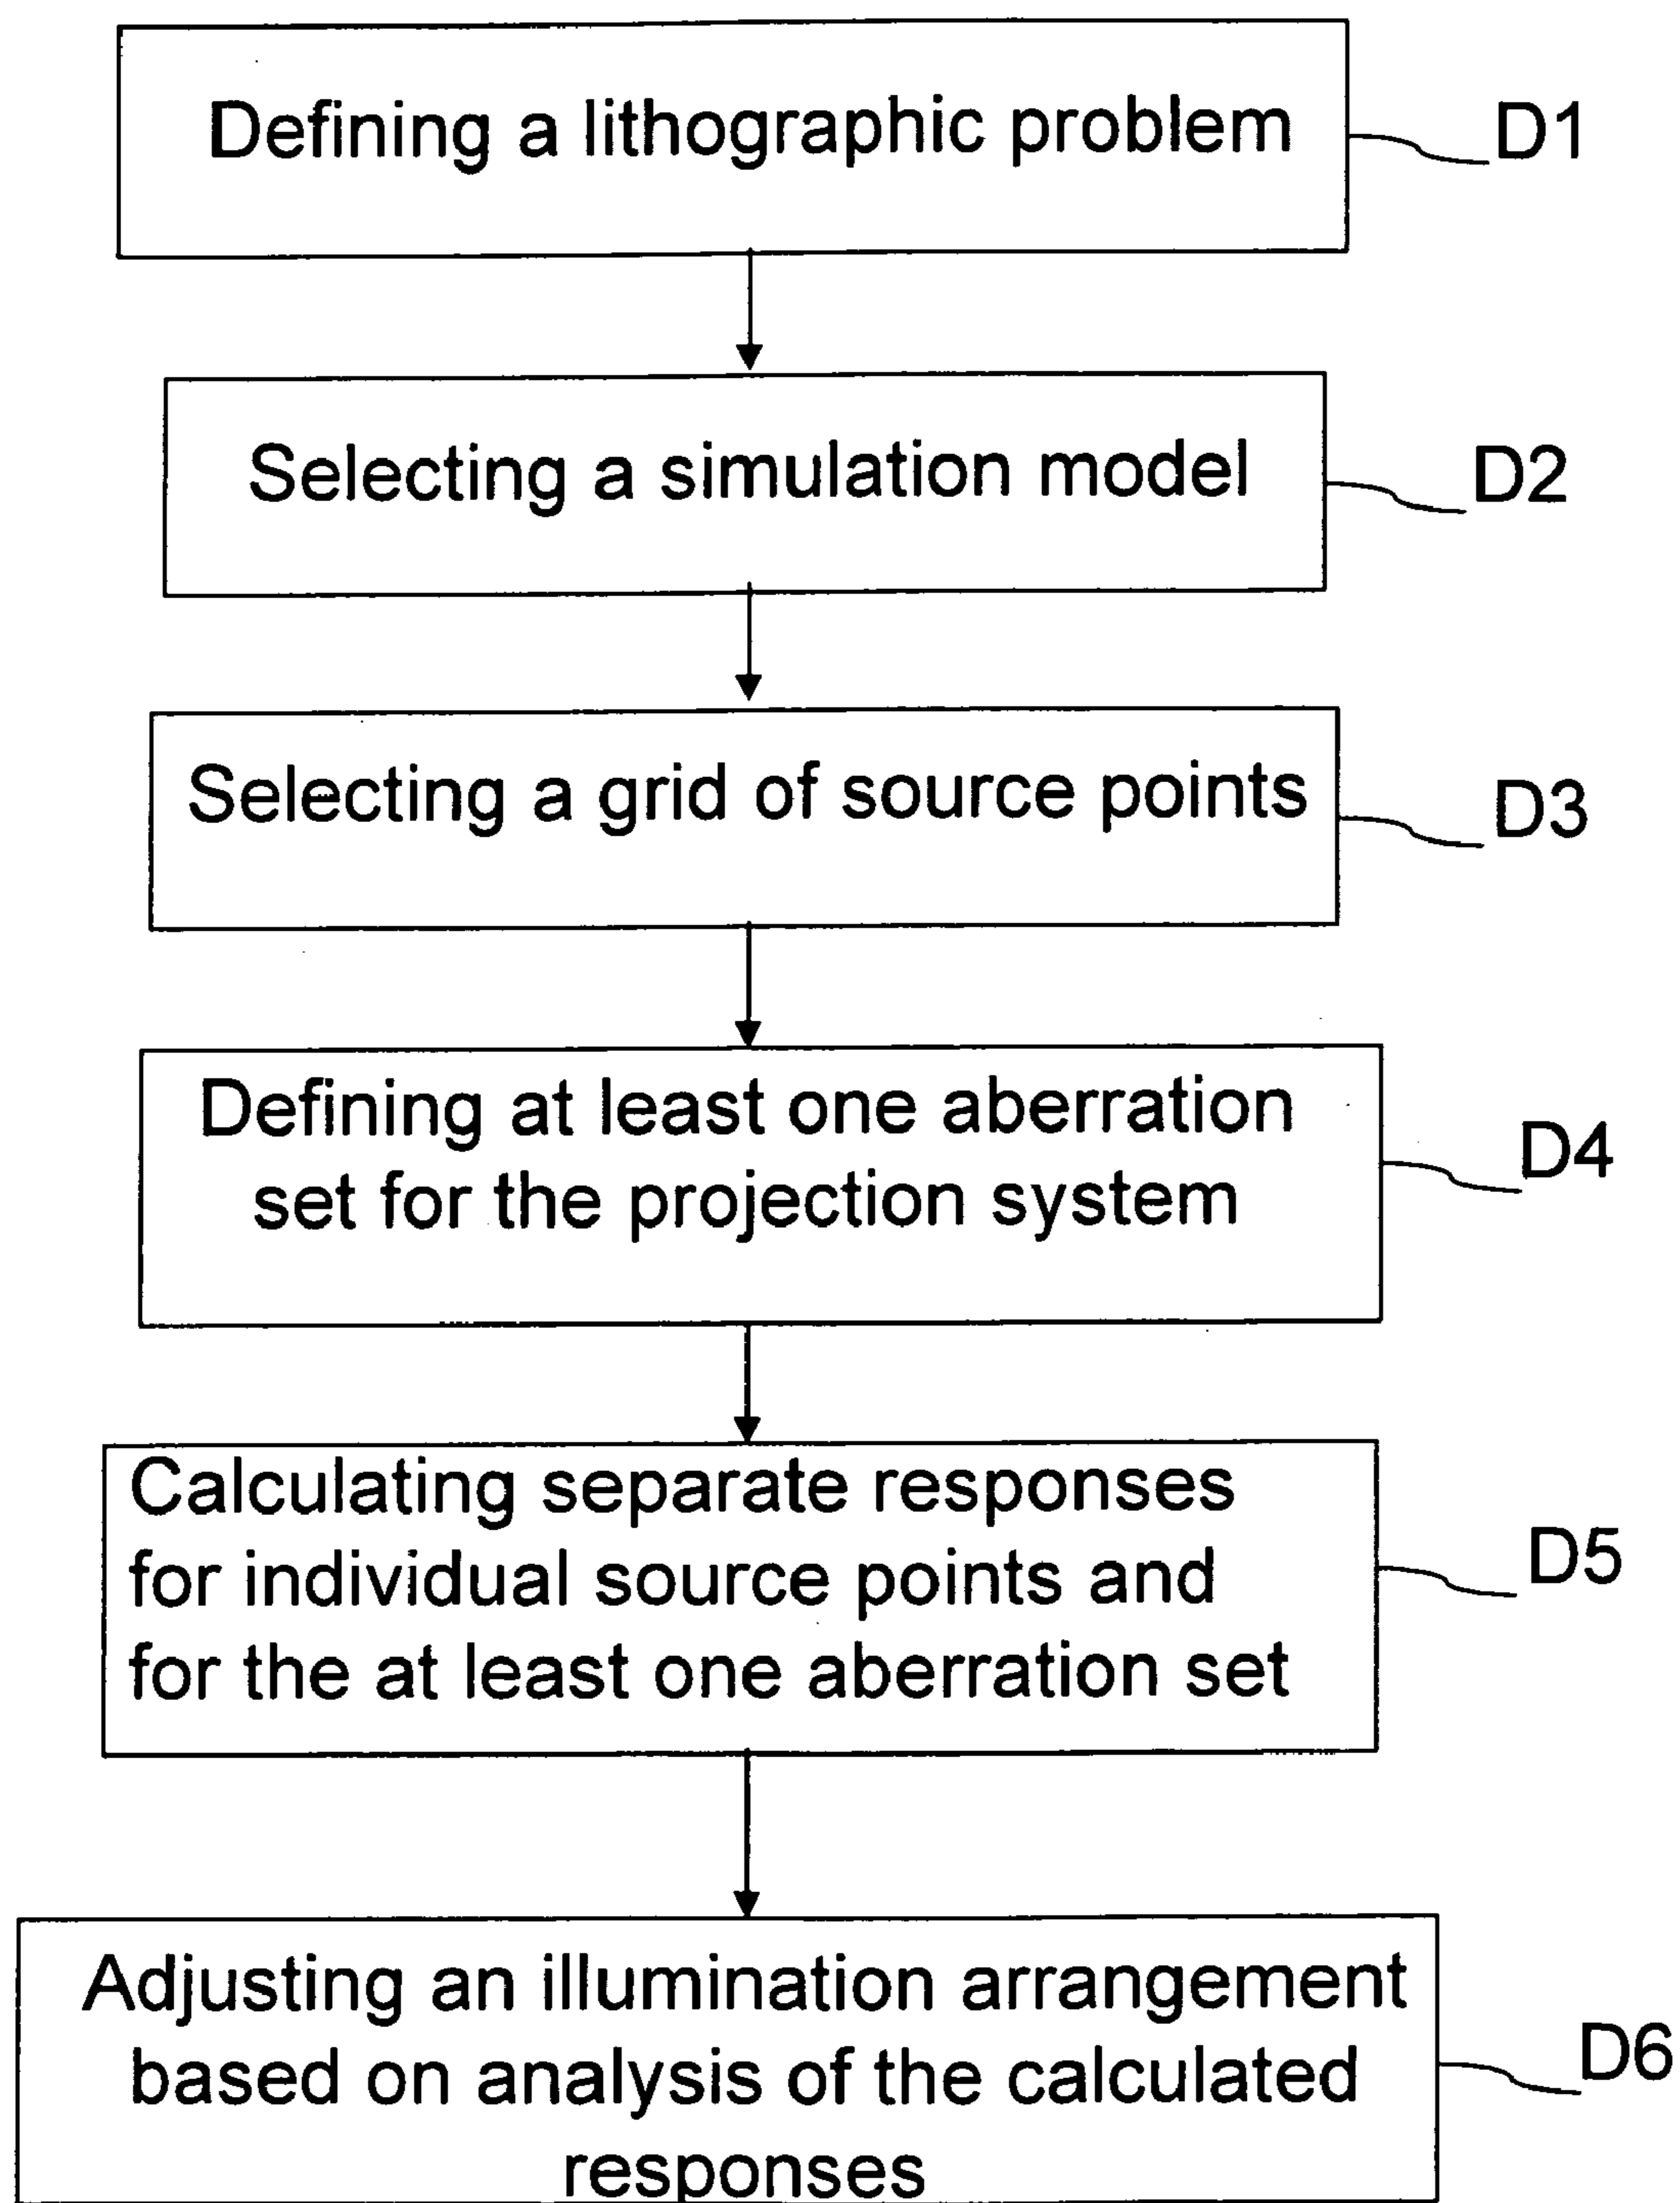 Defining a lithographic problem
D1
Selecting a simulation model
D2
Selecting a grid of source points
D3
Defining at least one aberration
set for the projection system
D4
Calculating separate responses
for individual source points and
for the at least one aberration set
D5
Adjusting an illumination arrangement
based on analysis of the calculated
responses
D6